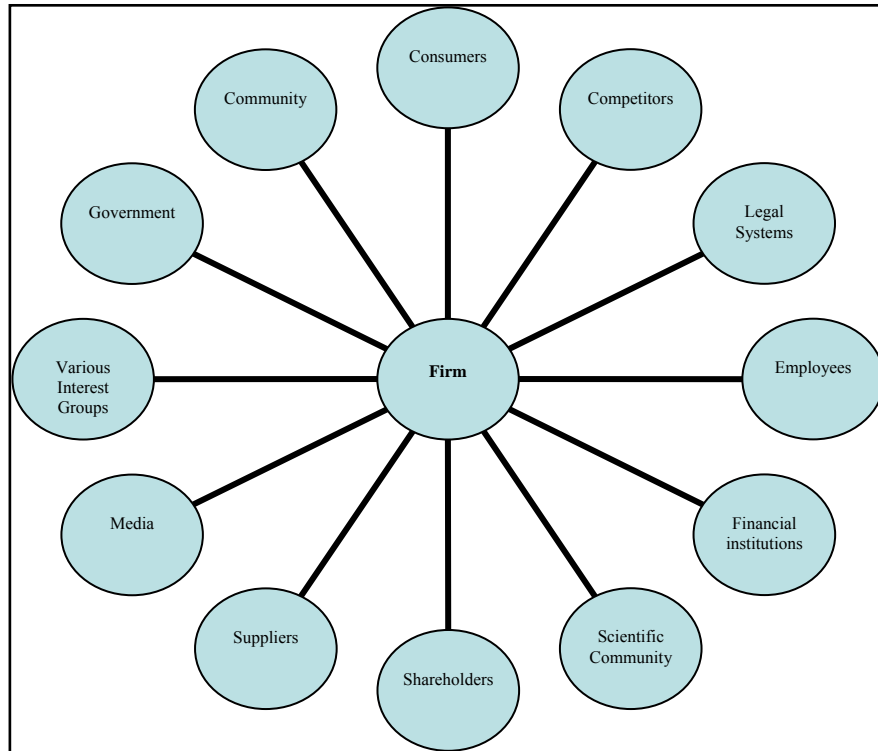 Consumers
Community
Competitors
Government
Legal
Systems
Various
Interest
Groups
Firm
Employees
Media
Financial
institutions
Suppliers
Scientific
Community
Shareholders